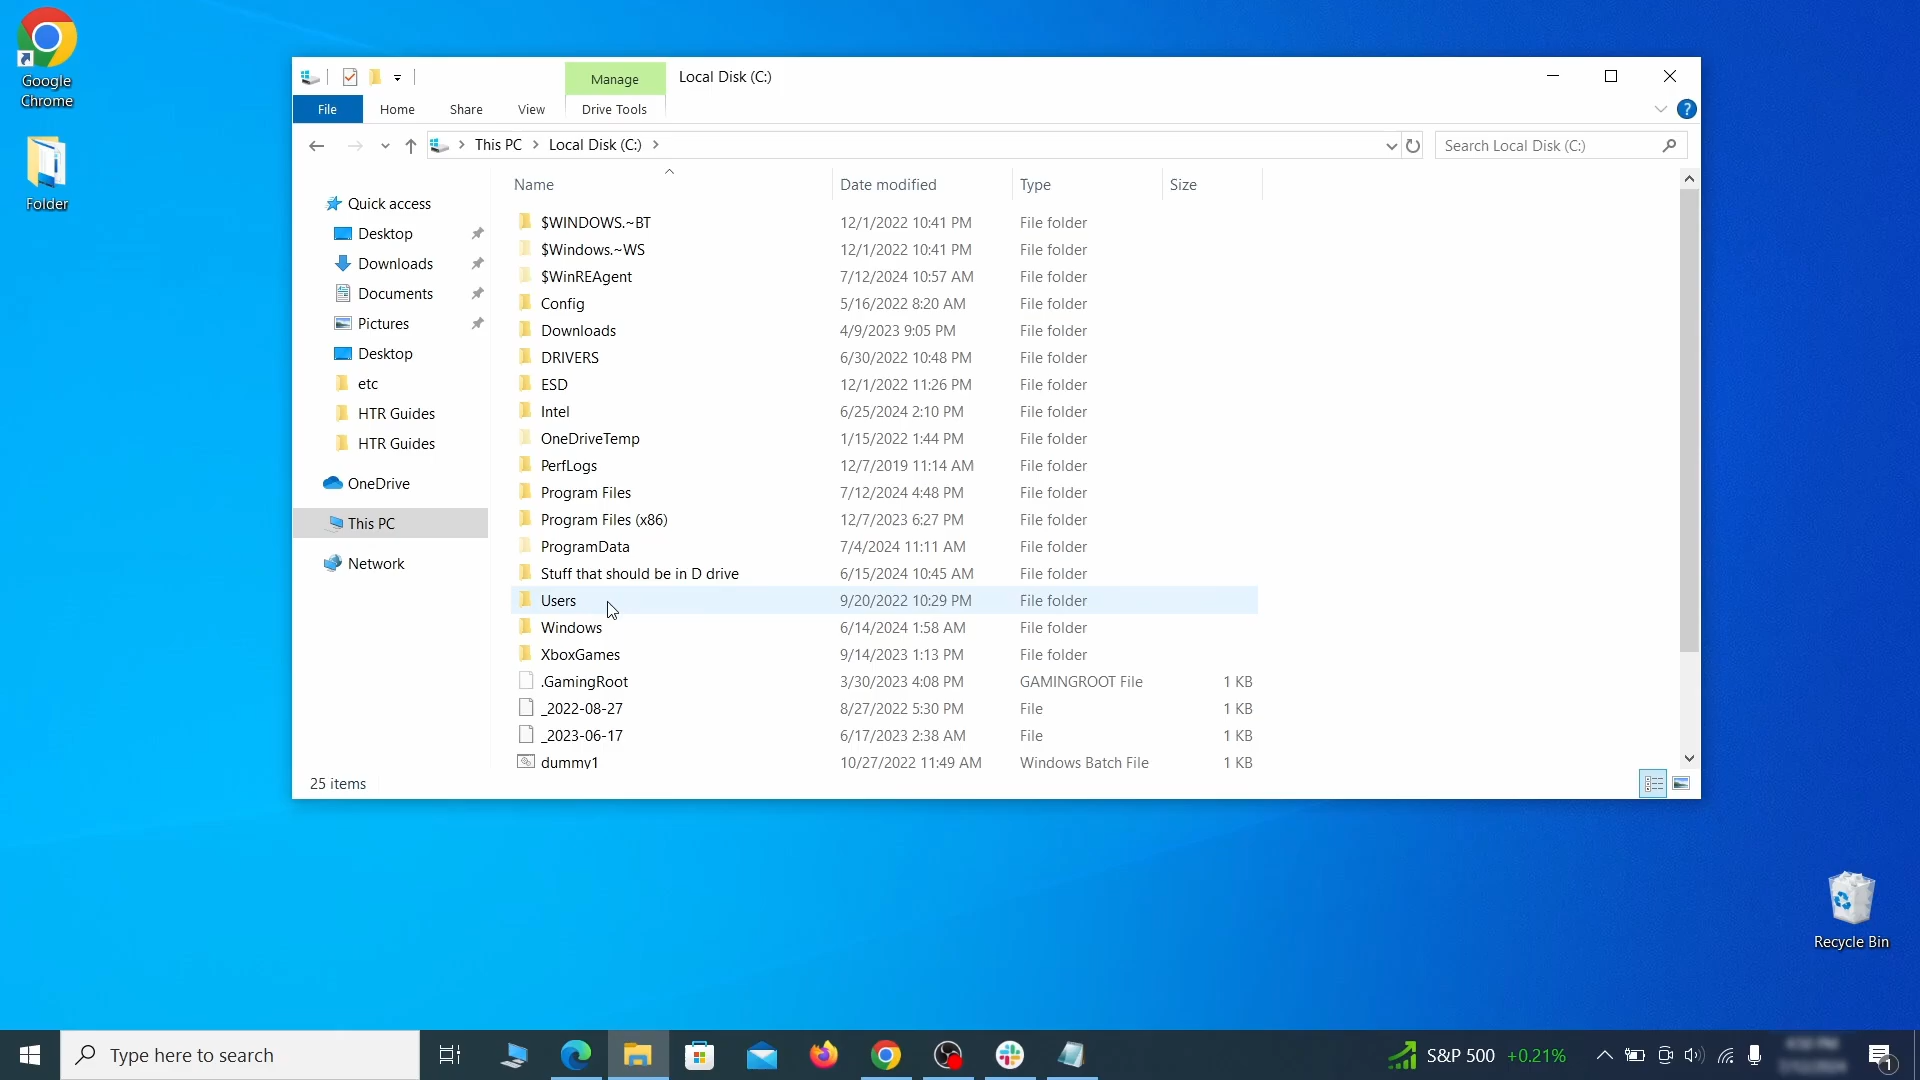 Google
Chrome
Folder
Manage
Local Disk (C:)
File
Home
Share
View
Drive Tools
?
This PC
Local Disk (C:)
Search Local Disk (C:)
Quick access
Desktop
Downloads
Documents
Pictures
Desktop
etc
HTR Guides
HTR Guides
OneDrive
This PC
Network
Name Date modified Type Size
$WINDOWS.~BT 12/1/2022 10:41 PM File folder
$Windows.~WS 12/1/2022 10:41 PM File folder
$WinREAgent 7/12/2024 10:57 AM File folder
Config 5/16/2022 8:20 AM File folder
Downloads 4/9/2023 9:05 PM File folder
DRIVERS 6/30/2022 10:48 PM File folder
ESD 12/1/2022 11:26 PM File folder
Intel 6/25/2024 2:10 PM File folder
OneDriveTemp 1/15/2022 1:44 PM File folder
PerfLogs 12/7/2019 11:14 AM File folder
Program Files 7/12/2024 4:48 PM File folder
Program Files (x86) 12/7/2023 6:27 PM File folder
ProgramData 7/4/2024 11:11 AM File folder
Stuff that should be in D drive 6/15/2024 10:45 AM File folder
Users 9/20/2022 10:29 PM File folder
Windows 6/14/2024 1:58 AM File folder
XboxGames 9/14/2023 1:13 PM File folder
.GamingRoot 3/30/2023 4:08 PM GAMINGROOT File 1 KB
_2022-08-27 8/27/2022 5:30 PM File 1 KB
_2023-06-17 6/17/2023 2:38 AM File 1 KB
dummy1 10/27/2022 11:49 AM Windows Batch File 1 KB
25 items
Recycle Bin
Type here to search
S&P 500 +0.21%
1